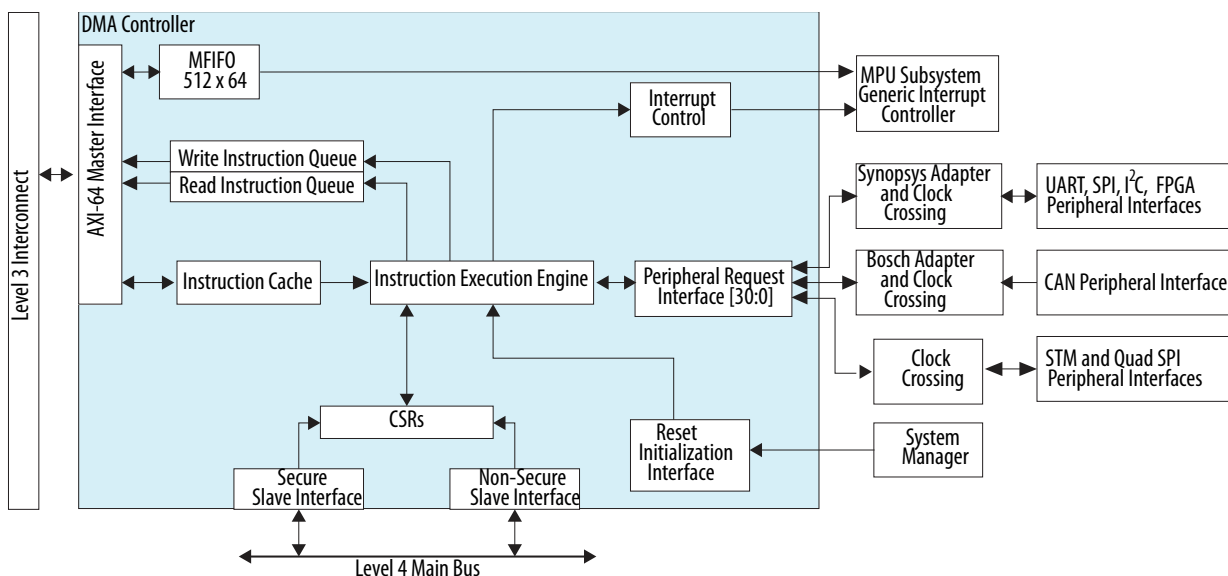 DMA Controller
MFIFO
512 x 64
AXI-64 Master Interface
Level 3 Interconnect
Write Instruction Queue
Read Instruction Queue
Instruction Cache
Instruction Execution Engine
Interrupt
Control
MPU Subsystem
Generic Interrupt
Controller
Synopsys Adapter
and Clock
Crossing
UART, SPI, I²C, FPGA
Peripheral Interfaces
Peripheral Request
Interface [30:0]
Bosch Adapter
and Clock
Crossing
CAN Peripheral Interface
Clock
Crossing
STM and Quad SPI
Peripheral Interfaces
CSRs
Reset
Initialization
Interface
System
Manager
Secure
Slave Interface
Non-Secure
Slave Interface
Level 4 Main Bus